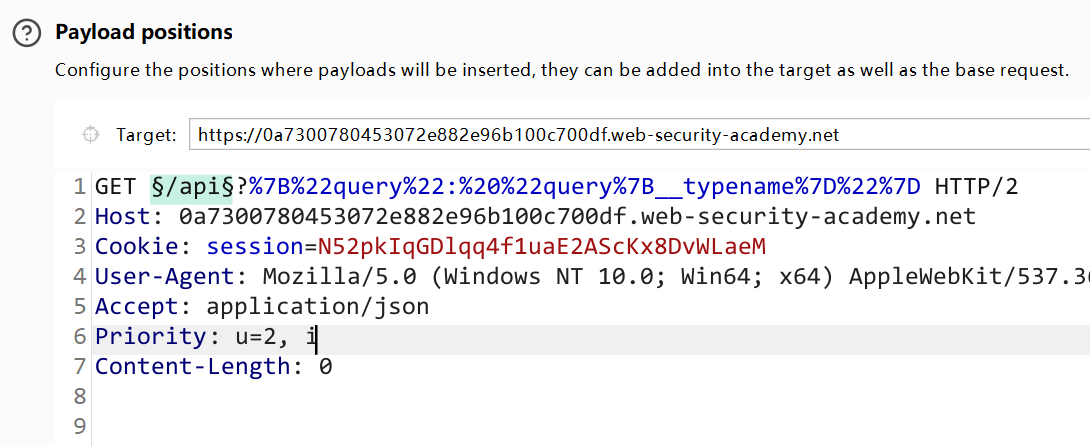 Payload positions
Configure the positions where payloads will be inserted, they can be added into the target as well as the base request.
Target: https://0a7300780453072e882e96b100c700df.web-security-academy.net
1 GET §/api§?%7B%22query%22:%20%22query%7B__typename%7D%22%7D HTTP/2
2 Host: 0a7300780453072e882e96b100c700df.web-security-academy.net
3 Cookie: session=N52pkIqGDlqq4f1uaE2AScKx8DvWLaeM
4 User-Agent: Mozilla/5.0 (Windows NT 10.0; Win64; x64) AppleWebKit/537.36
5 Accept: application/json
6 Priority: u=2, i
7 Content-Length: 0
8
9